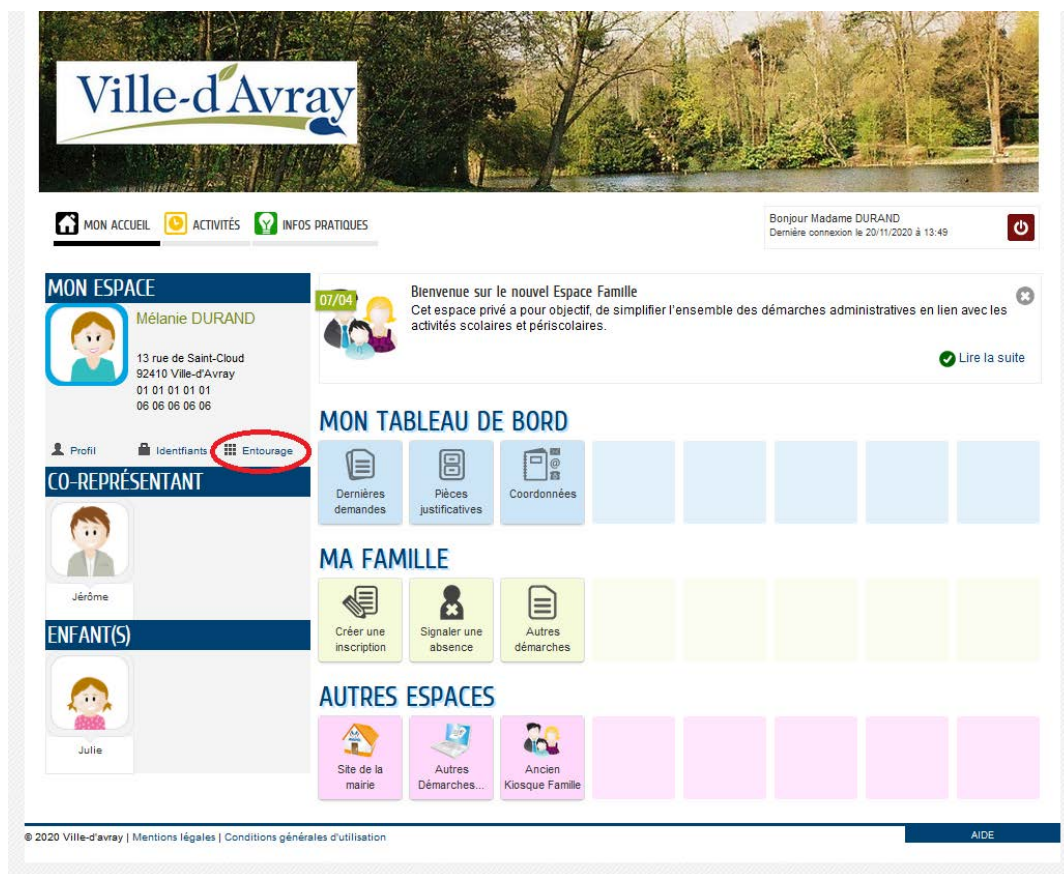 Ville-d'Avray
MON ACCUEIL
ACTIVITÉS
INFOS PRATIQUES
Bonjour Madame DURAND
Dernière connexion le 20/11/2020 à 13:49
MON ESPACE
Mélanie DURAND
13 rue de Saint-Cloud
92410 Ville-d'Avray
01 01 01 01 01
06 06 06 06 06
Profil
Identfiants
Entourage
CO-REPRÉSENTANT
Jérôme
ENFANT(S)
Julie
07/04
Bienvenue sur le nouvel Espace Famille
Cet espace privé a pour objectif, de simplifier l'ensemble des démarches administratives en lien avec les
activités scolaires et périscolaires.
Lire la suite
MON TABLEAU DE BORD
Dernières
demandes
Pièces
justificatives
Coordonnées
MA FAMILLE
Créer une
inscription
Signaler une
absence
Autres
démarches
AUTRES ESPACES
Site de la
mairie
Autres
Démarches...
Ancien
Kiosque Famille
© 2020 Ville-d'avray | Mentions légales | Conditions générales d'utilisation
AIDE